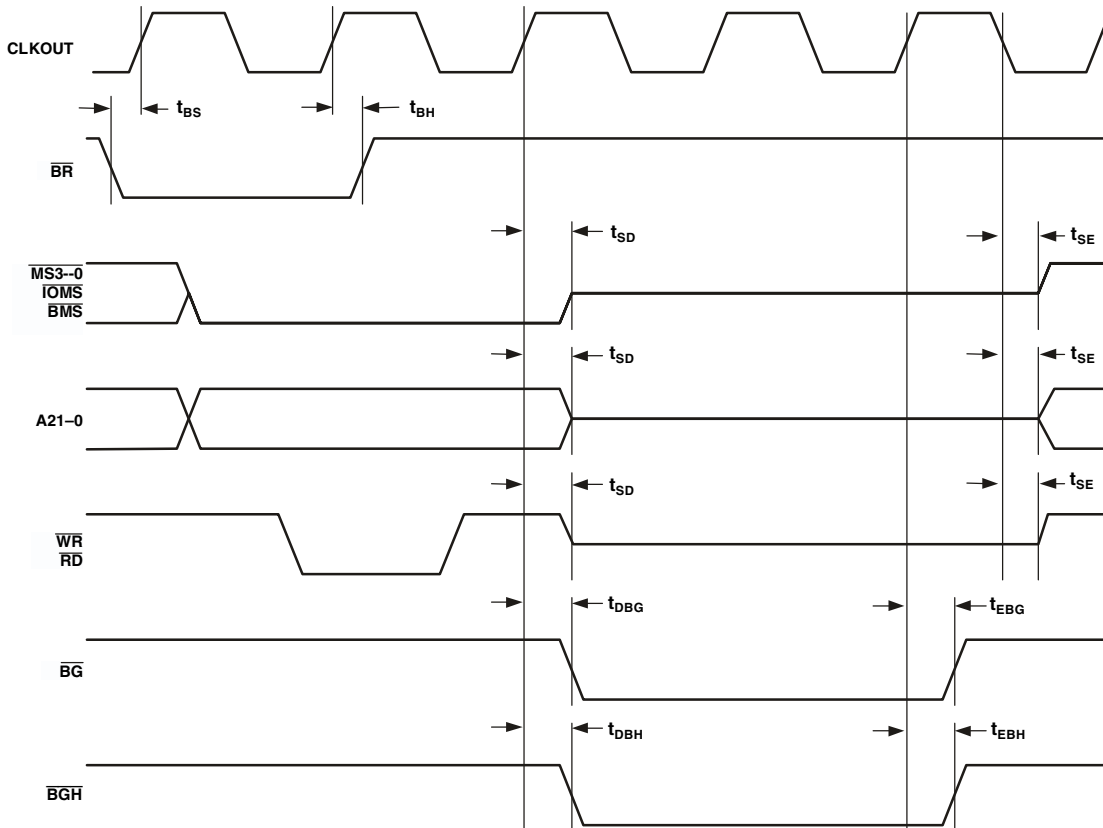 CLKOUT
tBS
tBH
BR
tSD
tSE
MS3--0
IOMS
BMS
tSD
tSE
A21–0
tSD
tSE
WR
RD
tDBG
tEBG
BG
tDBH
tEBH
BGH